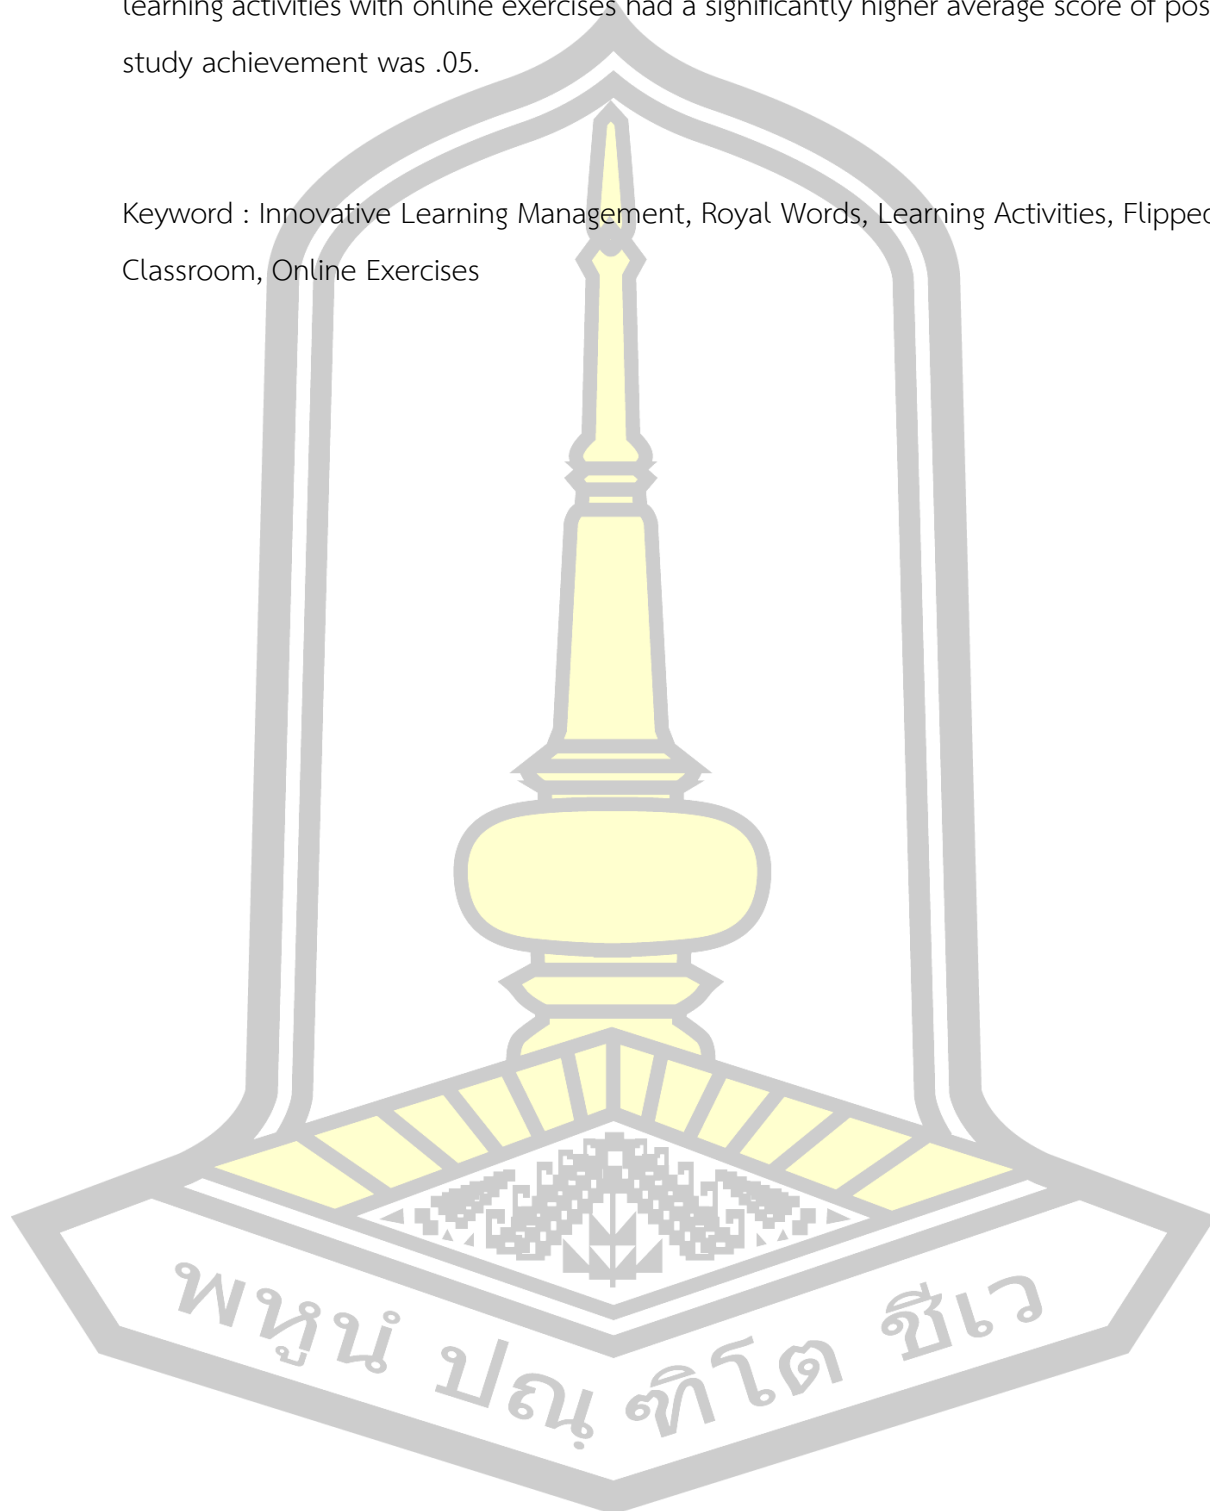 learning activities with online exercises had a significantly higher average score of pos
study achievement was .05.
Keyword : Innovative Learning Management, Royal Words, Learning Activities, Flipped
Classroom, Online Exercises
พหูนํ ปณฺฑิโต ชีเว